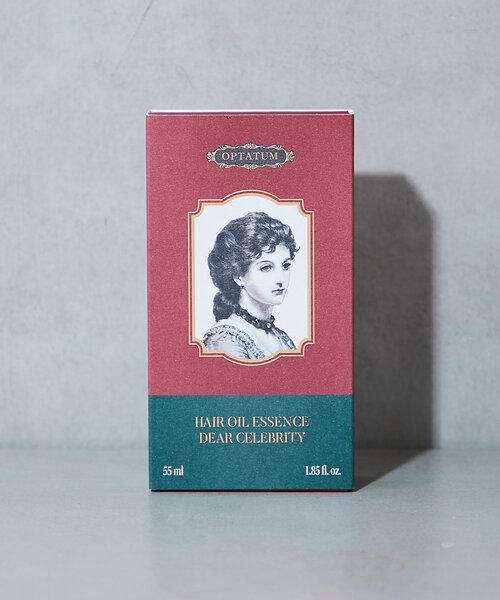 OPTATUM
HAIR OIL ESSENCE
DEAR CELEBRITY
55 ml
1.85 fl. oz.